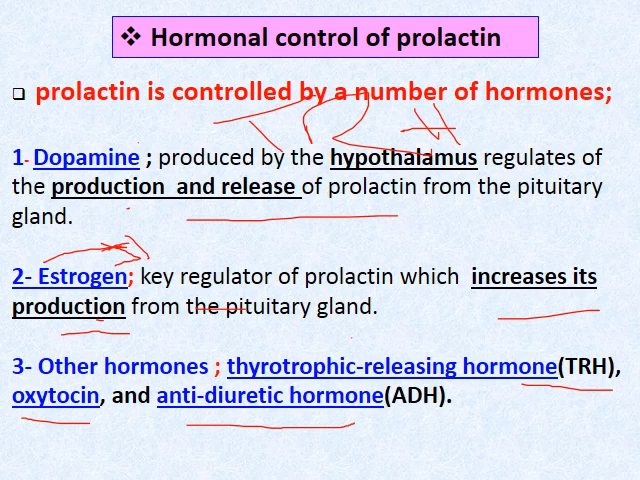 ❖ Hormonal control of prolactin
❑ prolactin is controlled by a number of hormones;
TRH
1- Dopamine ; produced by the hypothalamus regulates of
the production and release of prolactin from the pituitary
gland.
2- Estrogen; key regulator of prolactin which increases its
production from the pituitary gland.
3- Other hormones ; thyrotrophic-releasing hormone(TRH),
oxytocin, and anti-diuretic hormone(ADH).